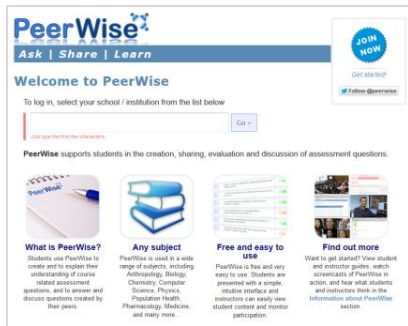 PeerWise
JOIN
NOW
Ask | Share | Learn
Get started!
Follow @peerwise
Welcome to PeerWise
To log in, select your school / institution from the list below
Go »
Just type the first few characters...
PeerWise supports students in the creation, sharing, evaluation and discussion of assessment questions.
PeerWise
What is PeerWise?
Students use PeerWise to
create and to explain their
understanding of course
related assessment
questions, and to answer and
discuss questions created by
their peers.
Any subject
PeerWise is used in a wide
range of subjects, including
Anthropology, Biology,
Chemistry, Computer
Science, Physics,
Population Health,
Pharmacology, Medicine,
and many more...
Free and easy to
use
PeerWise is free and very
easy to use. Students are
presented with a simple,
intuitive interface and
instructors can easily view
student content and monitor
participation.
Find out more
Want to get started? View student
and instructor guides, watch
screencasts of PeerWise in
action, and hear what students
and instructors think in the
Information about PeerWise
section.